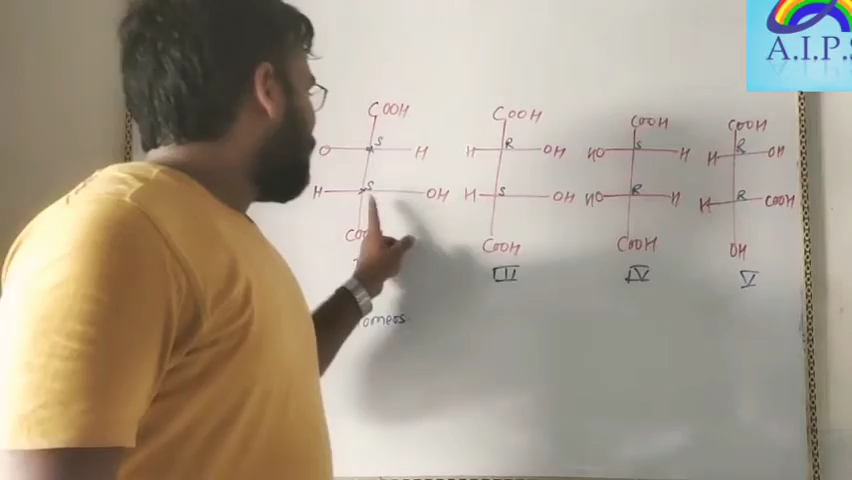 A.I.P.S
COOH COOH COOH COOH
O S H H R OH HO S H H R OH
H S OH H S OH HO R H H R COOH
COOH COOH OH
III IV V
omers